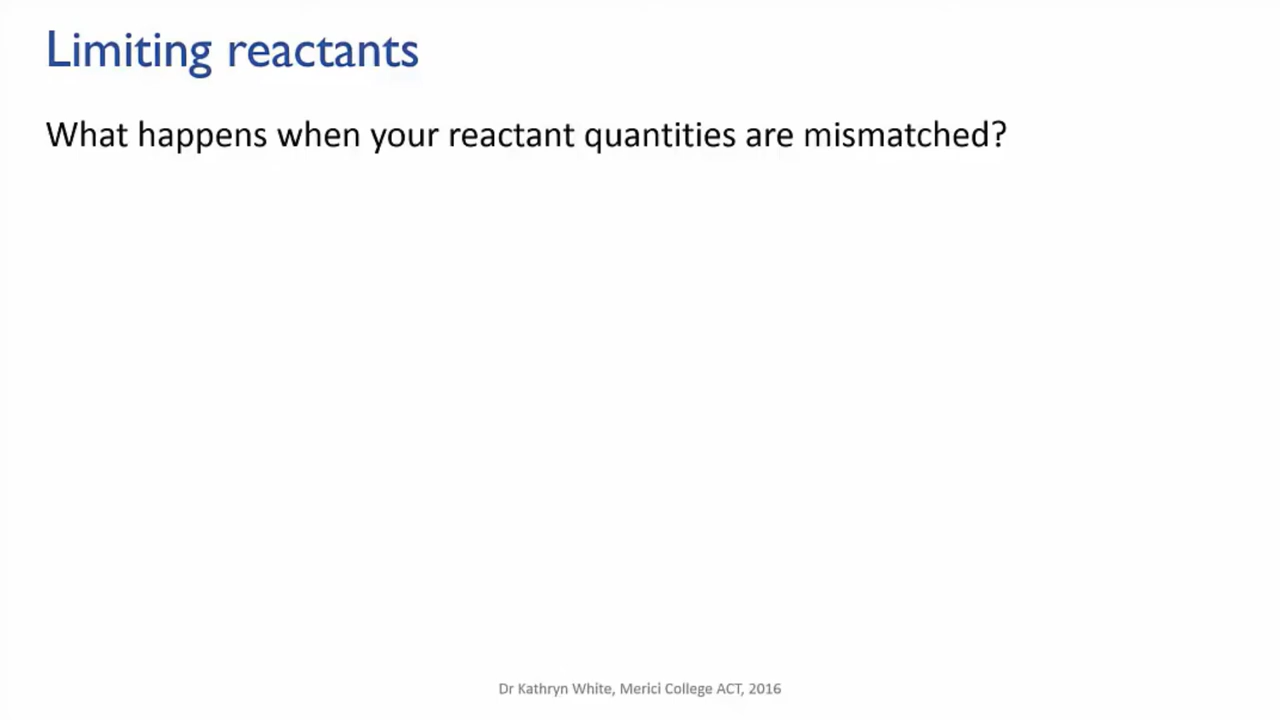 Limiting reactants
What happens when your reactant quantities are mismatched?
Dr Kathryn White, Merici College ACT, 2016